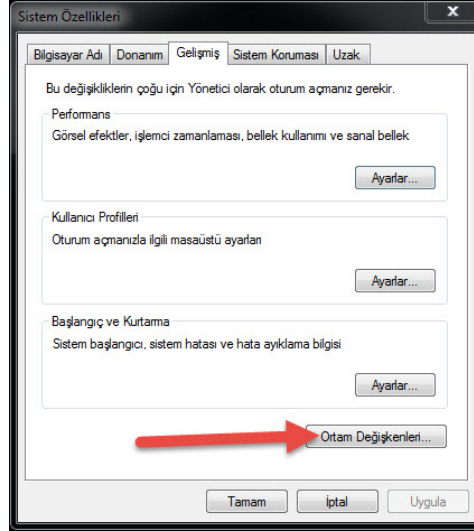 Sistem Özellikleri
Bilgisayar Adı Donanım Gelişmiş Sistem Koruması Uzak
Bu değişikliklerin çoğu için Yönetici olarak oturum açmanız gerekir.
Performans
Görsel efektler, işlemci zamanlaması, bellek kullanımı ve sanal bellek
Ayarlar...
Kullanıcı Profilleri
Oturum açmanızla ilgili masaüstü ayarları
Ayarlar...
Başlangıç ve Kurtarma
Sistem başlangıcı, sistem hatası ve hata ayıklama bilgisi
Ayarlar...
Ortam Değişkenleri...
Tamam İptal Uygula